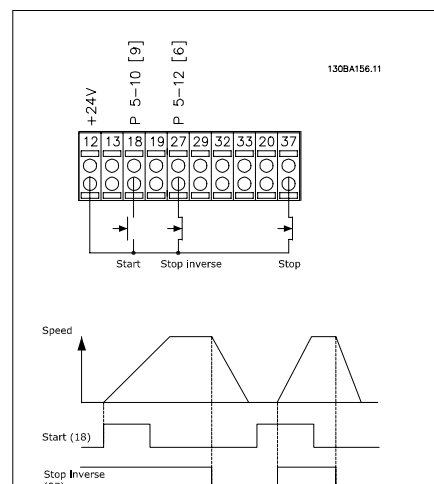 130BA156.11
+24V
P 5-10 [9]
P 5-12 [6]
12 13 18 19 27 29 32 33 20 37
Start Stop inverse Stop
Speed
Start (18)
Stop Inverse